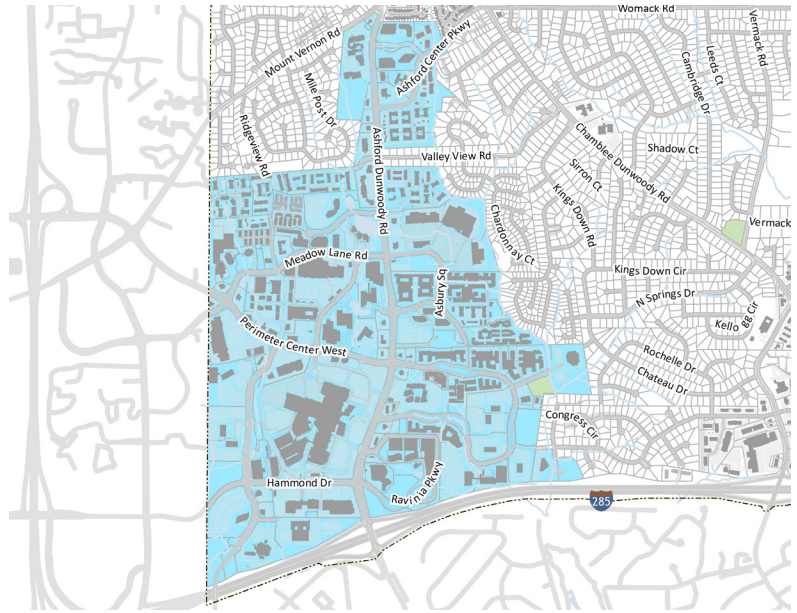 Womack Rd
Mount Vernon Rd
Ashford Center Pkwy
Vermack Rd
Leeds Ct
Cambridge Dr
Mile Post Dr
Ridgeview Rd
Ashford Dunwoody Rd
Valley View Rd
Chamblee Dunwoody Rd
Shadow Ct
Sirron Ct
Kings Down Rd
Chardonnay Ct
Vermack
Meadow Lane Rd
Asbury Sq
Kings Down Cir
N Springs Dr
Kello
gg Cir
Perimeter Center West
Rochelle Dr
Chateau Dr
Congress Cir
Hammond Dr
Ravinia Pkwy
285